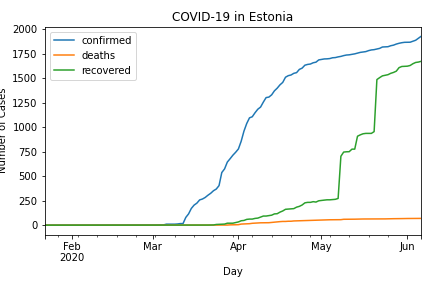 COVID-19 in Estonia
confirmed
deaths
recovered
2000
1750
1500
1250
1000
750
500
250
0
Number of Cases
Feb
2020
Mar
Apr
May
Jun
Day